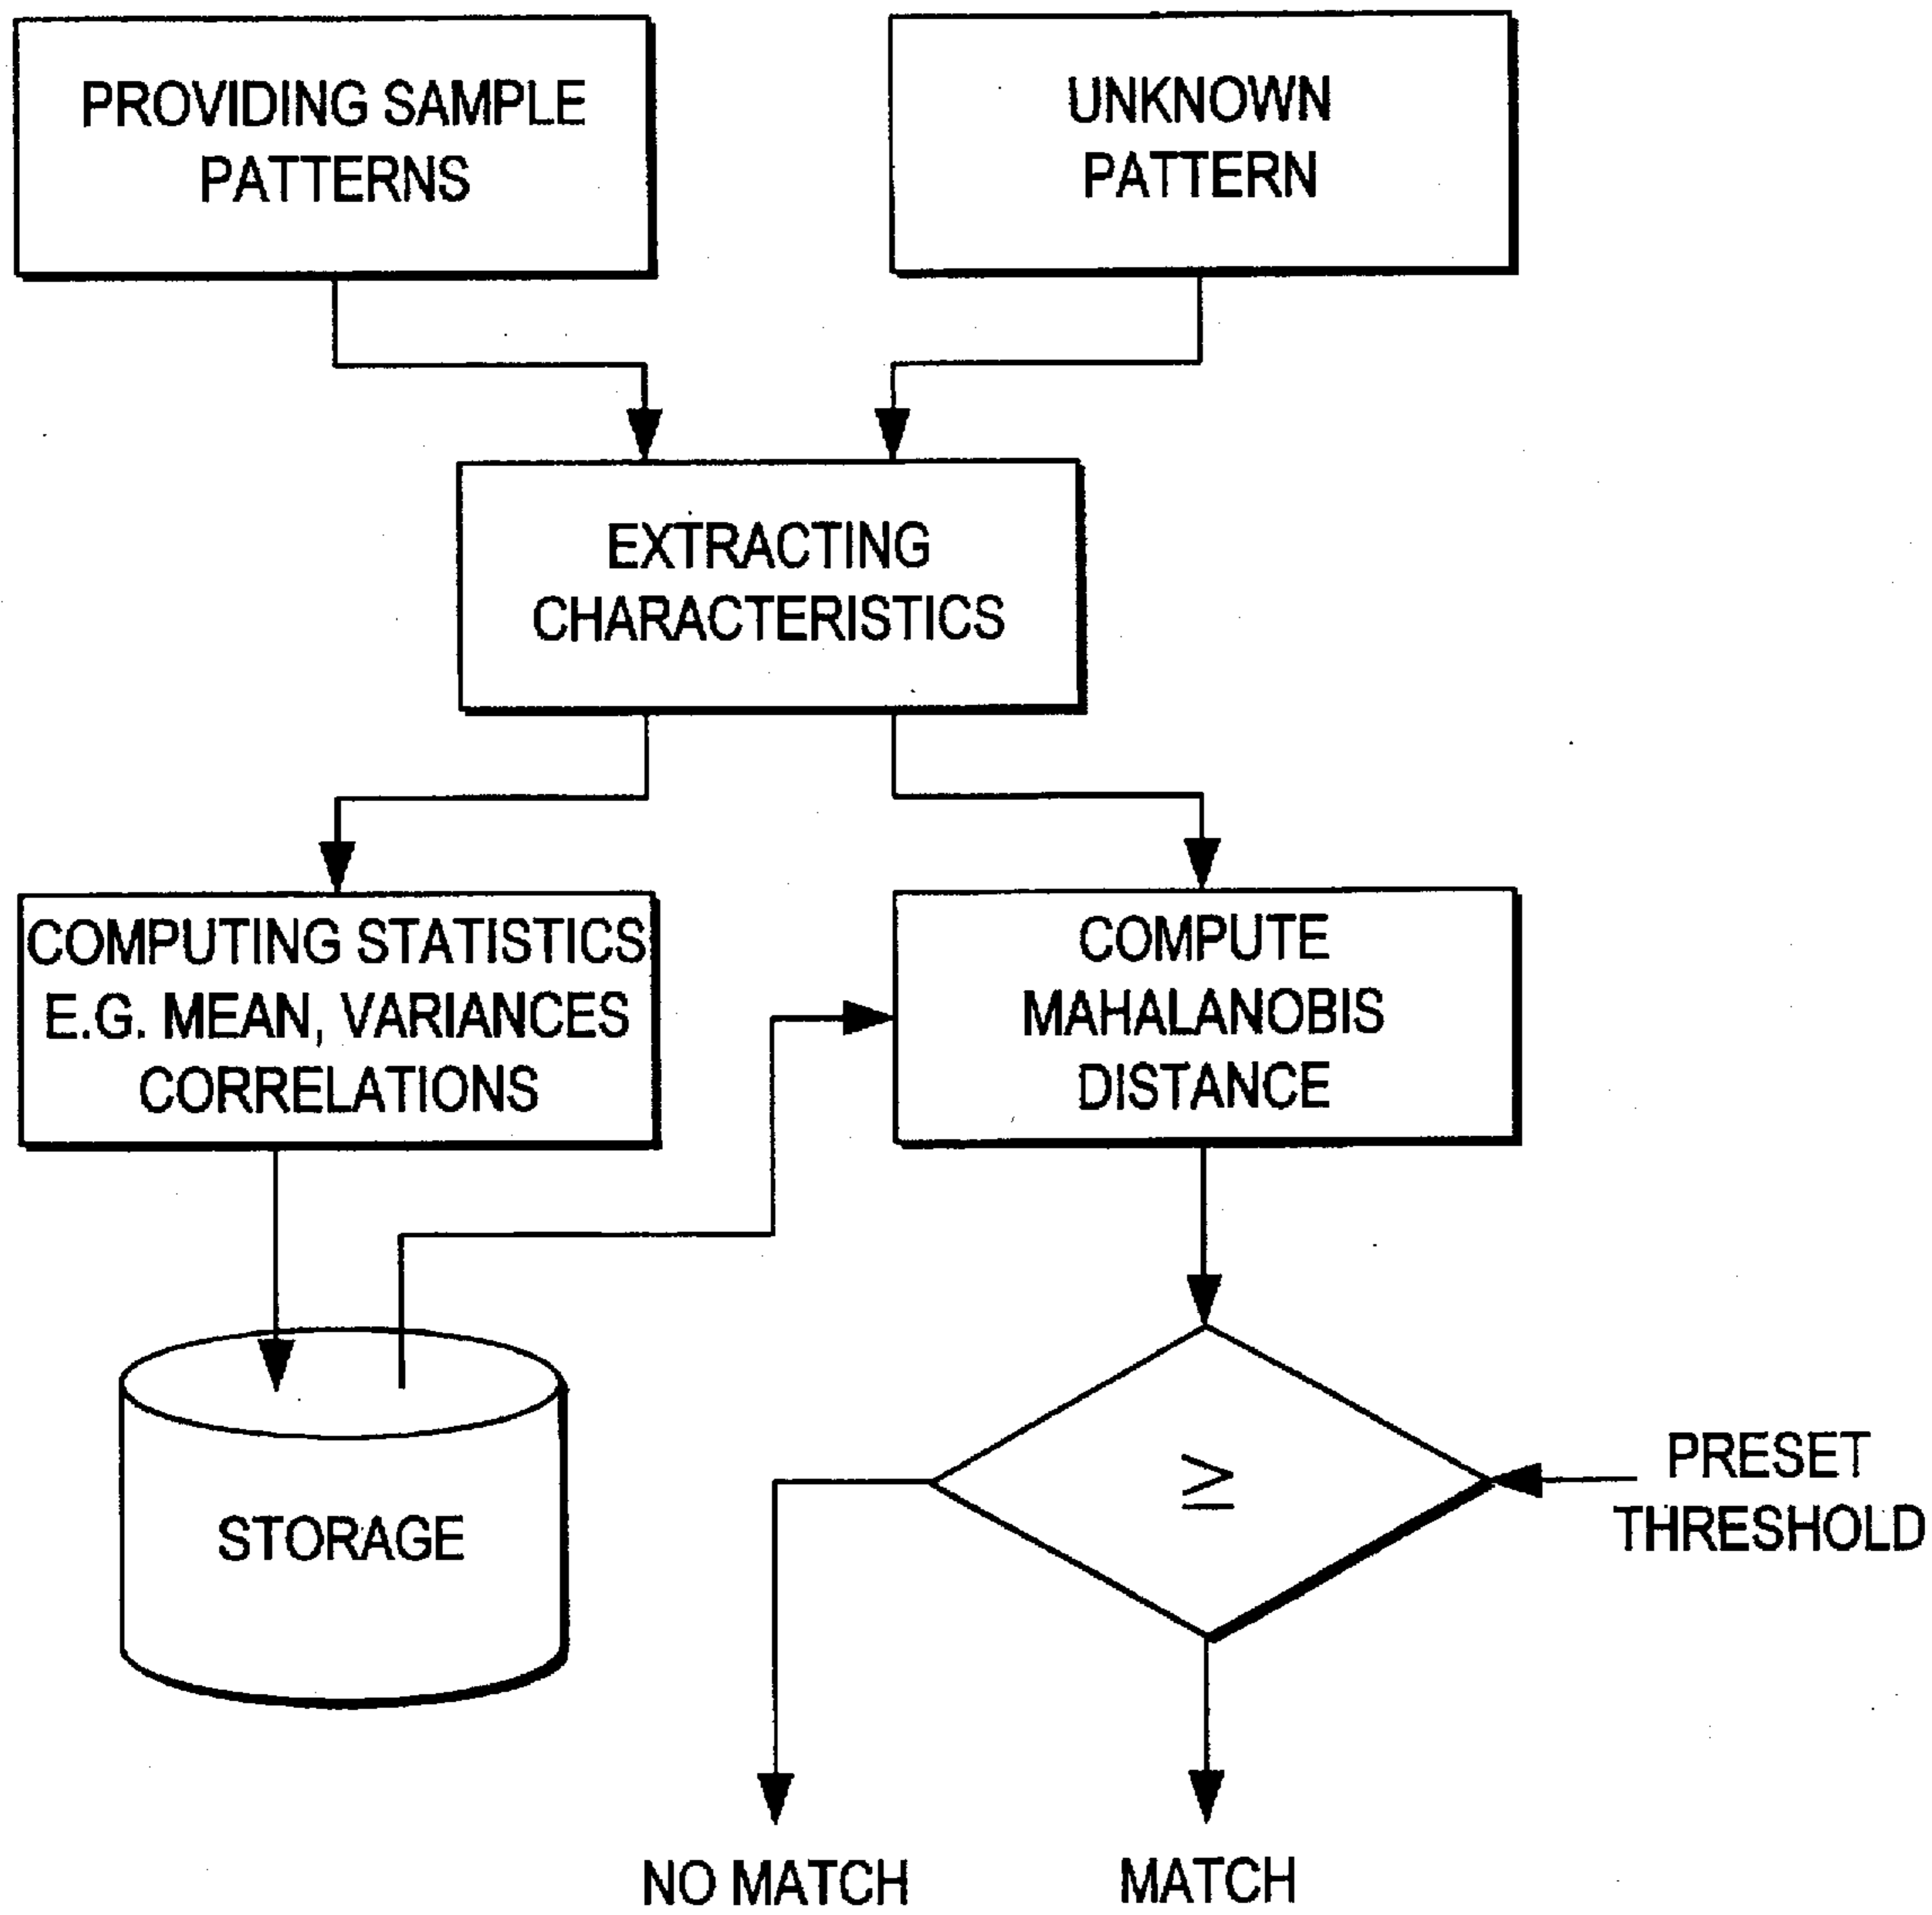 PROVIDING SAMPLE
PATTERNS
UNKNOWN
PATTERN
EXTRACTING
CHARACTERISTICS
COMPUTING STATISTICS
E.G. MEAN, VARIANCES
CORRELATIONS
COMPUTE
MAHALANOBIS
DISTANCE
STORAGE
≥
PRESET
THRESHOLD
NO MATCH
MATCH